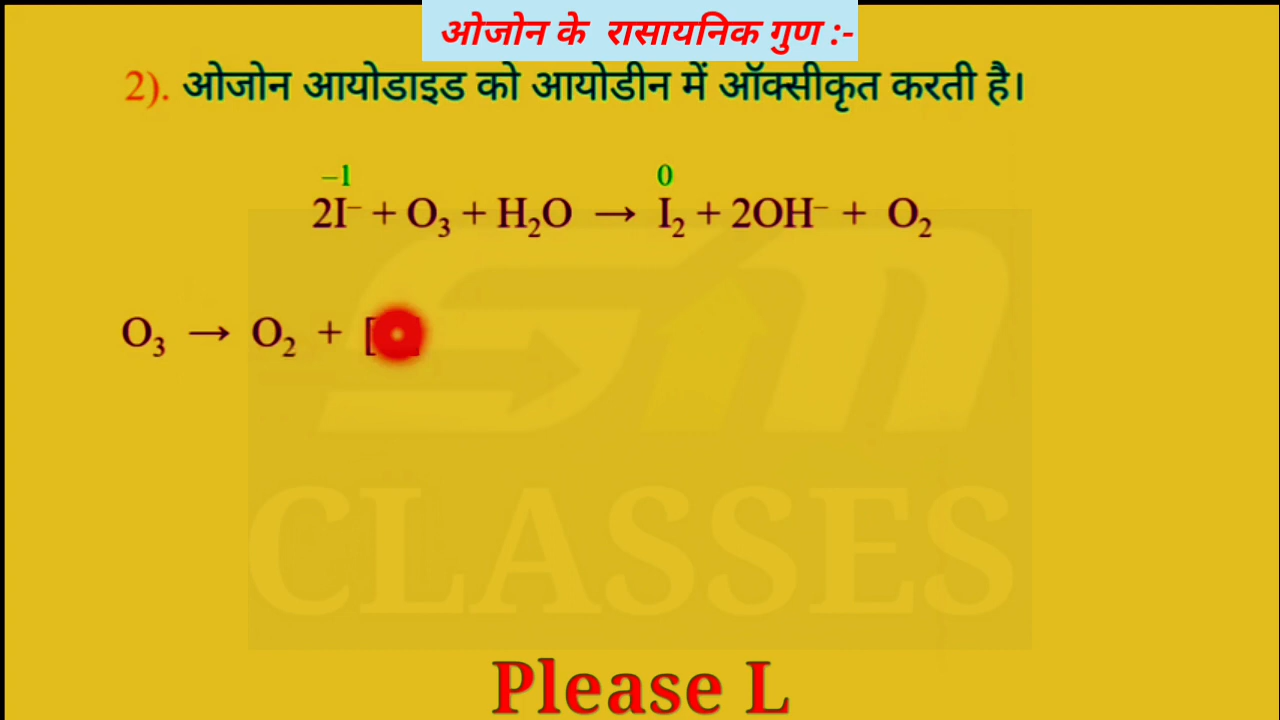 ओजोन के रासायनिक गुण :-
2). ओजोन आयोडाइड को आयोडीन में ऑक्सीकृत करती है।
–1 0
2I⁻ + O₃ + H₂O → I₂ + 2OH⁻ + O₂
O₃ → O₂ + [
SM
CLASSES
Please L